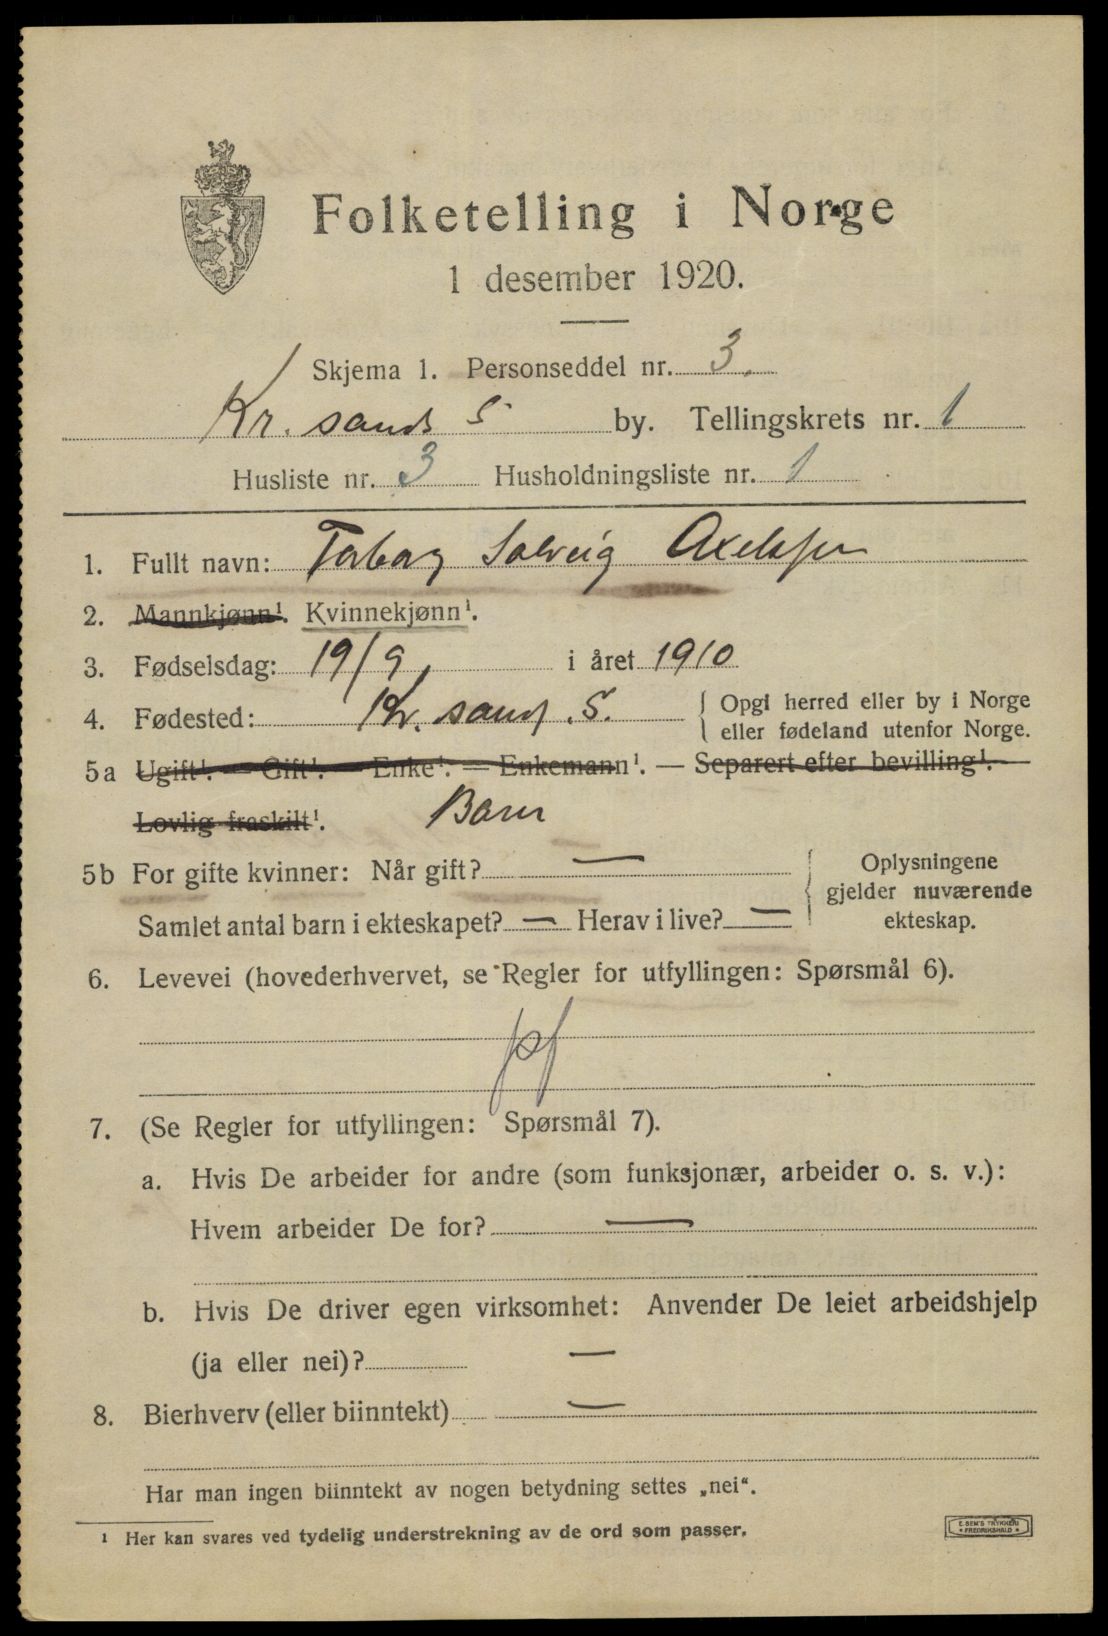 Folketelling i Norge
1 desember 1920.
Skjema 1. Personseddel nr. 3.
Kr. sands S by. Tellingskrets nr. 1
Husliste nr. 3 Husholdningsliste nr. 1
1. Fullt navn: Torborg Solveig Axelsen
2. Mannkjønn¹. Kvinnekjønn¹.
3. Fødselsdag: 19/9 i året 1910
4. Fødested: Kr. sand S. { Opgi herred eller by i Norge
eller fødeland utenfor Norge.
5a Ugift¹. — Gift¹. — Enke¹. — Enkemann¹. — Separert efter bevilling¹. —
Lovlig fraskilt¹. Barn
5b For gifte kvinner: Når gift? —
Samlet antal barn i ekteskapet? — Herav i live? —
{ Oplysningene
gjelder nuværende
ekteskap.
6. Levevei (hovederhvervet, se Regler for utfyllingen: Spørsmål 6).
7. (Se Regler for utfyllingen: Spørsmål 7).
a. Hvis De arbeider for andre (som funksjonær, arbeider o. s. v.):
Hvem arbeider De for? —
b. Hvis De driver egen virksomhet: Anvender De leiet arbeidshjelp
(ja eller nei)? —
8. Bierhverv (eller biinntekt) —
Har man ingen biinntekt av nogen betydning settes „nei“.
¹ Her kan svares ved tydelig understrekning av de ord som passer.
E. SEM'S TRYKKERI
* FREDRIKSHALD *